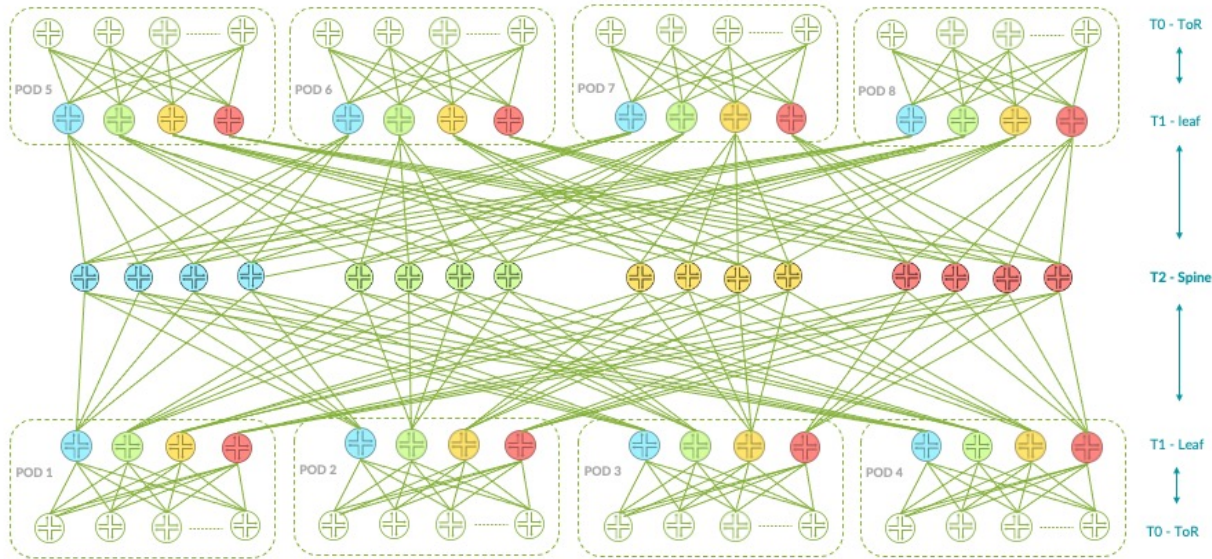 T0 - ToR
POD 5
POD 6
POD 7
POD 8
T1 - leaf
T2 - Spine
T1 - Leaf
POD 1
POD 2
POD 3
POD 4
T0 - ToR